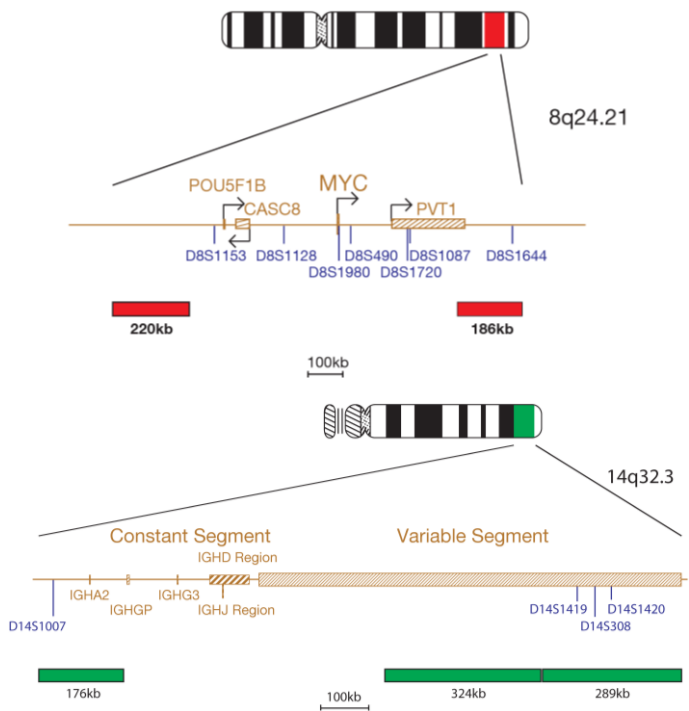 8q24.21
POU5F1B
MYC
CASC8
PVT1
D8S1153
D8S1128
D8S490
D8S1087
D8S1644
D8S1980
D8S1720
220kb
186kb
100kb
14q32.3
Constant Segment
Variable Segment
IGHD Region
IGHA2
IGHG3
IGHGP
IGHJ Region
D14S1007
D14S1419
D14S1420
D14S308
176kb
324kb
289kb
100kb